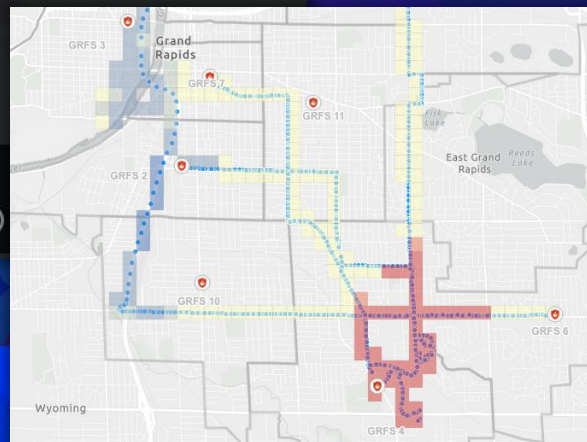 GRFS 3
Grand
Rapids
GRFS 7
GRFS 11
Fisk
Lake
East Grand
Rapids
Reeds
Lake
GRFS 2
GRFS 10
GRFS 6
Wyoming
GRFS 4